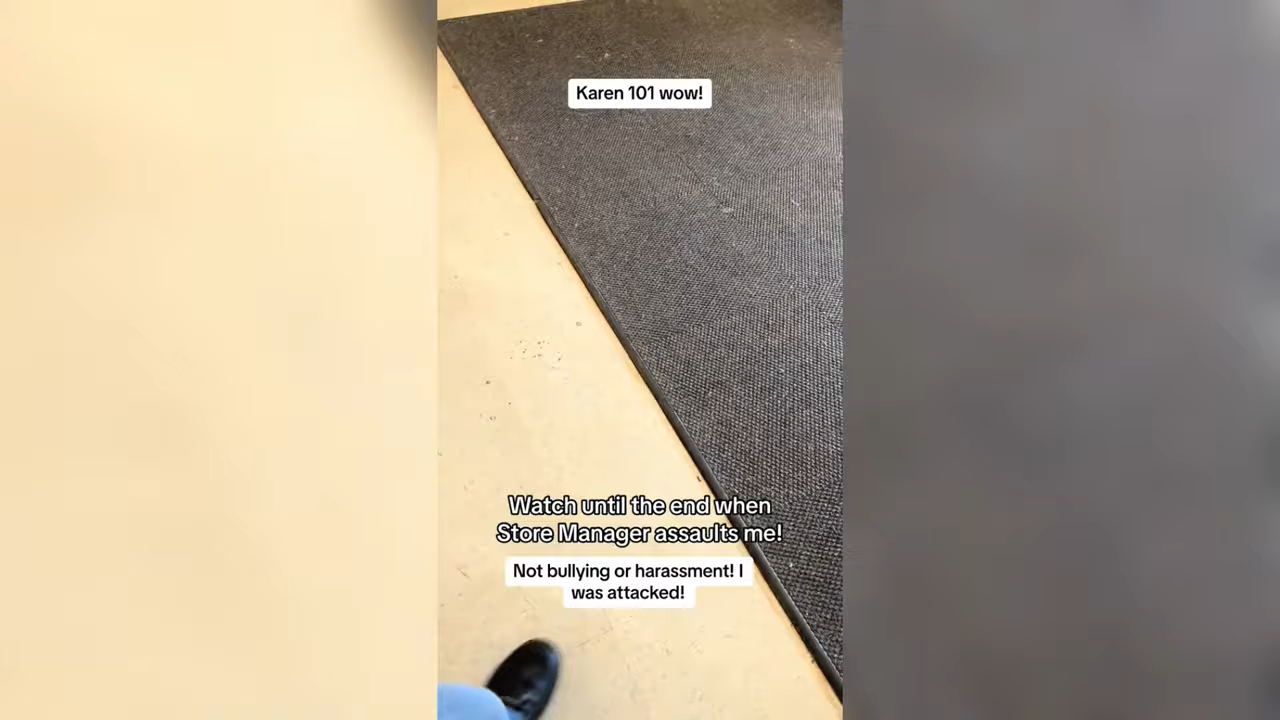 Karen 101 wow!
Watch until the end when
Store Manager assaults me!
Not bullying or harassment! I
was attacked!